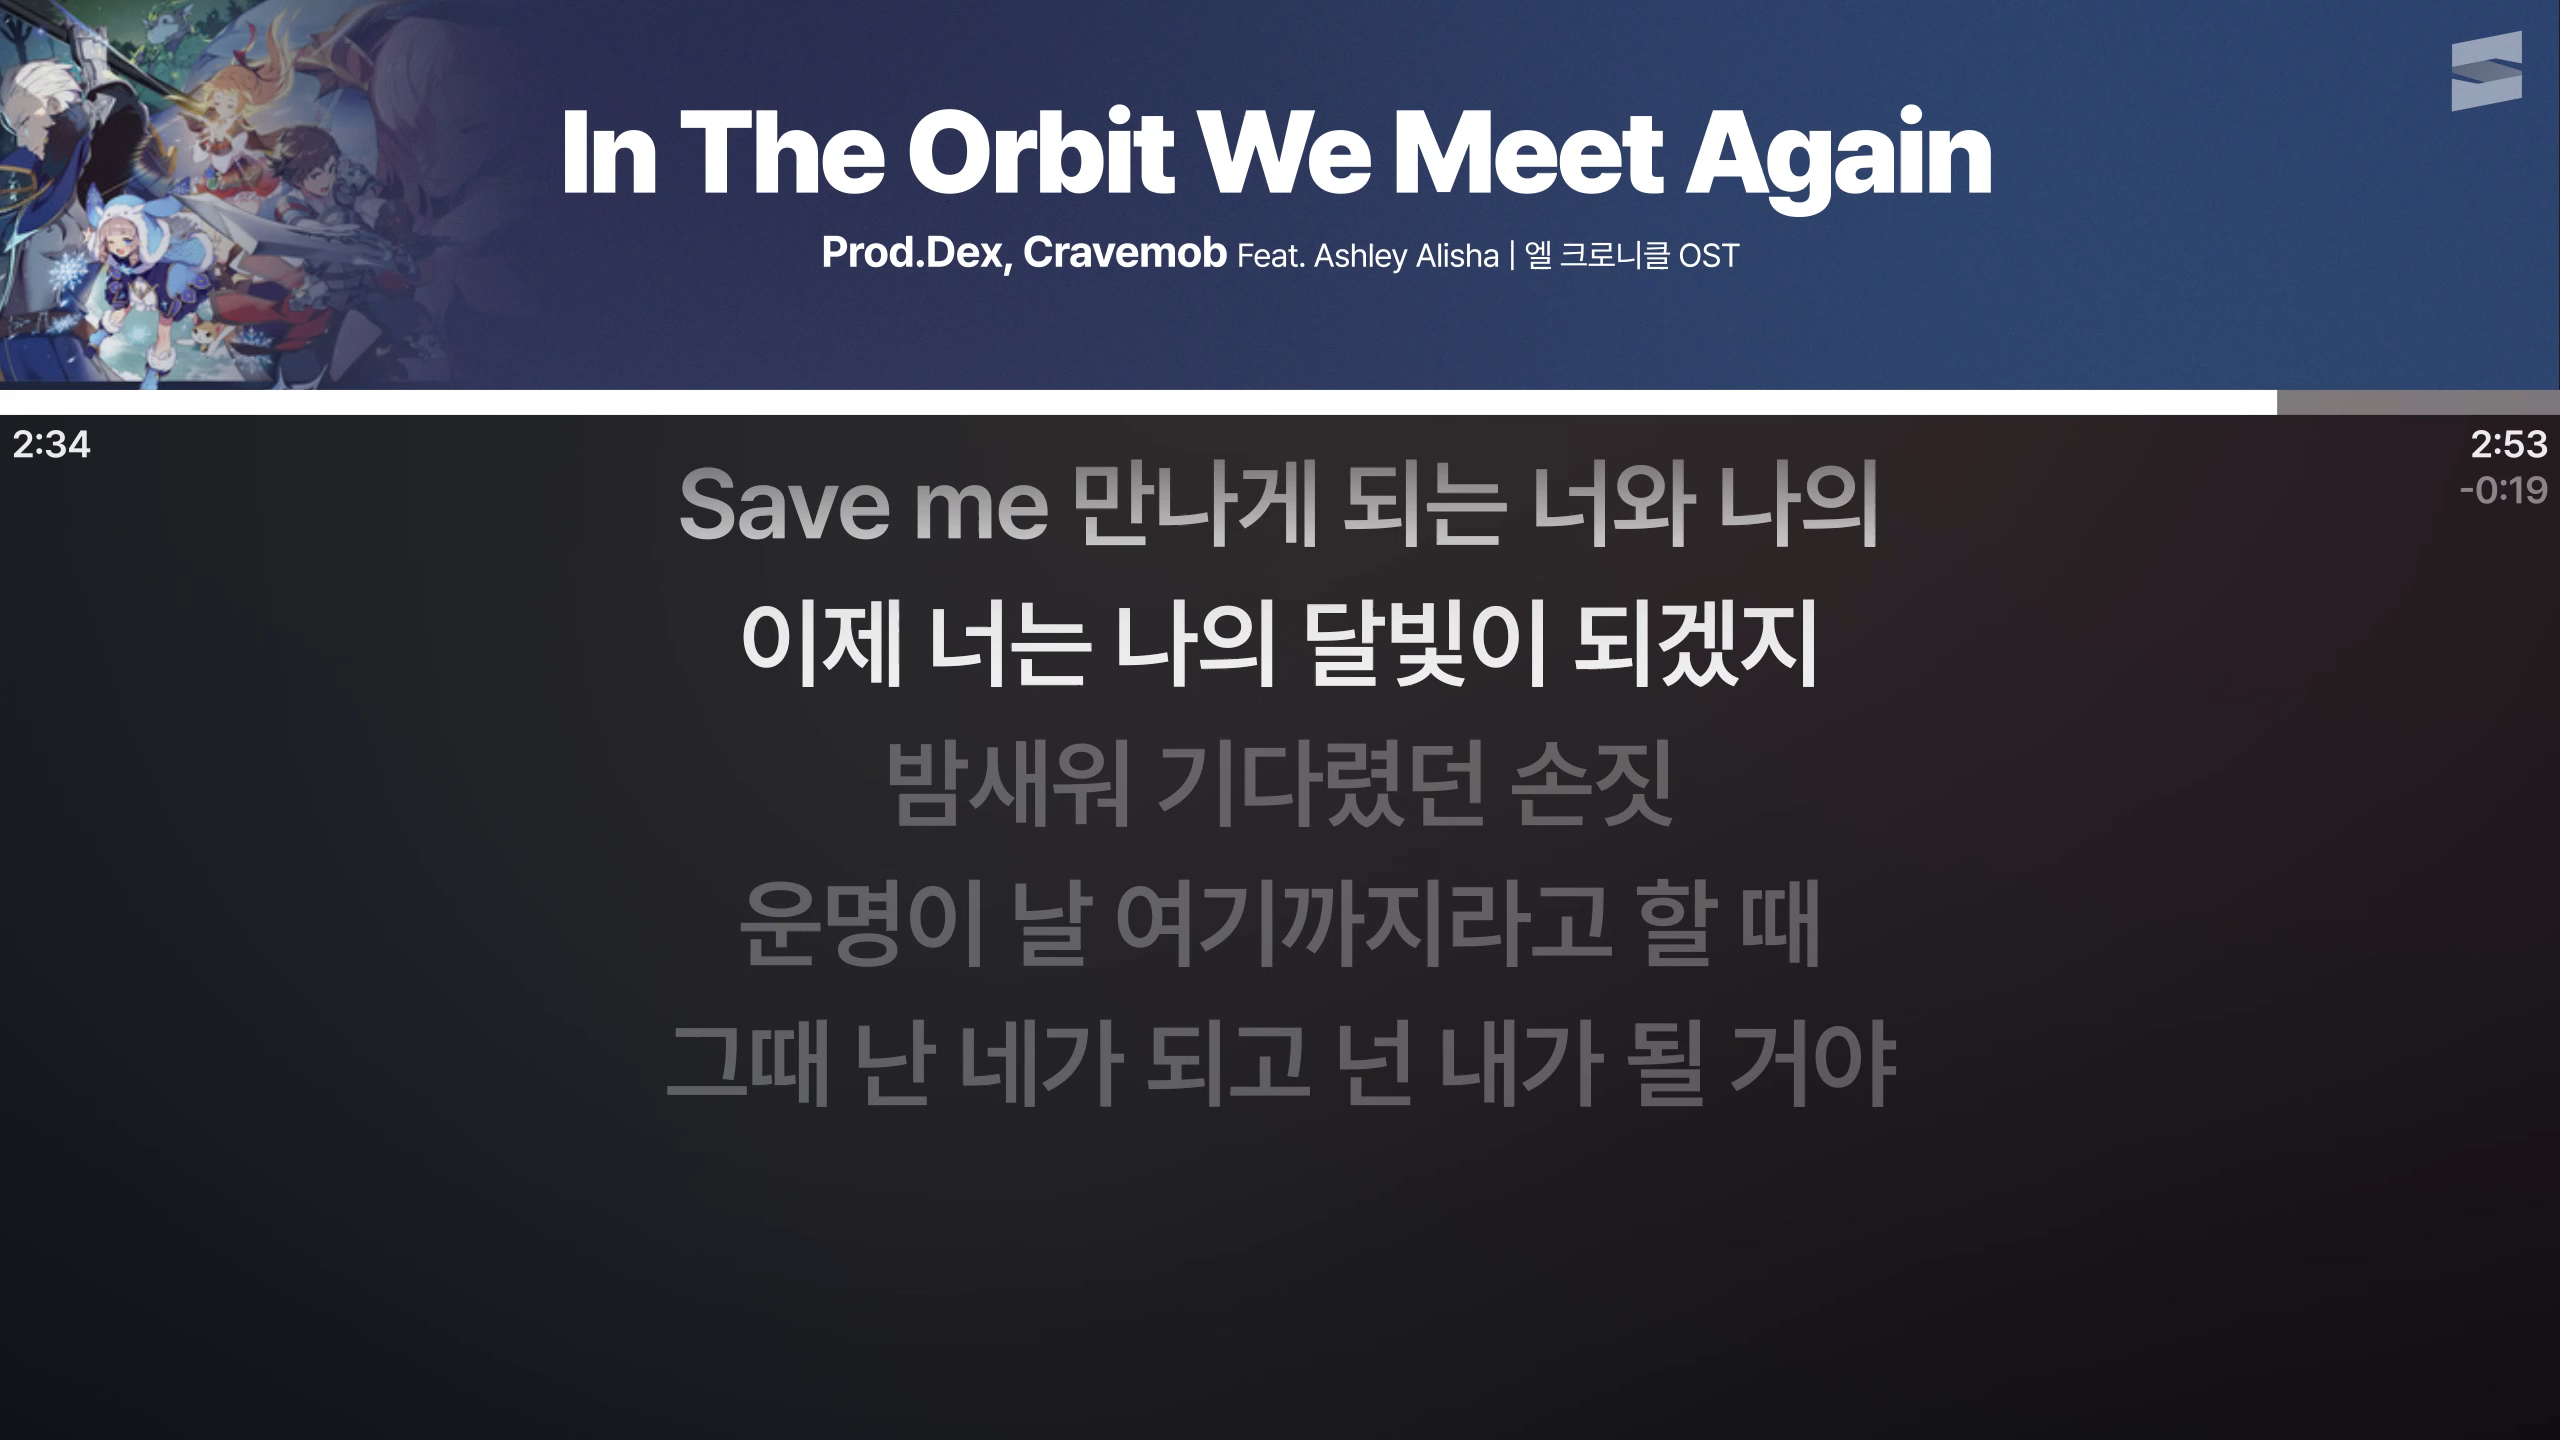 In The Orbit We Meet Again
Prod.Dex, Cravemob Feat. Ashley Alisha | 엘 크로니클 OST
2:34
2:53
-0:19
Save me 만나게 되는 너와 나의
이제 너는 나의 달빛이 되겠지
밤새워 기다렸던 손짓
운명이 날 여기까지라고 할 때
그때 난 네가 되고 넌 내가 될 거야